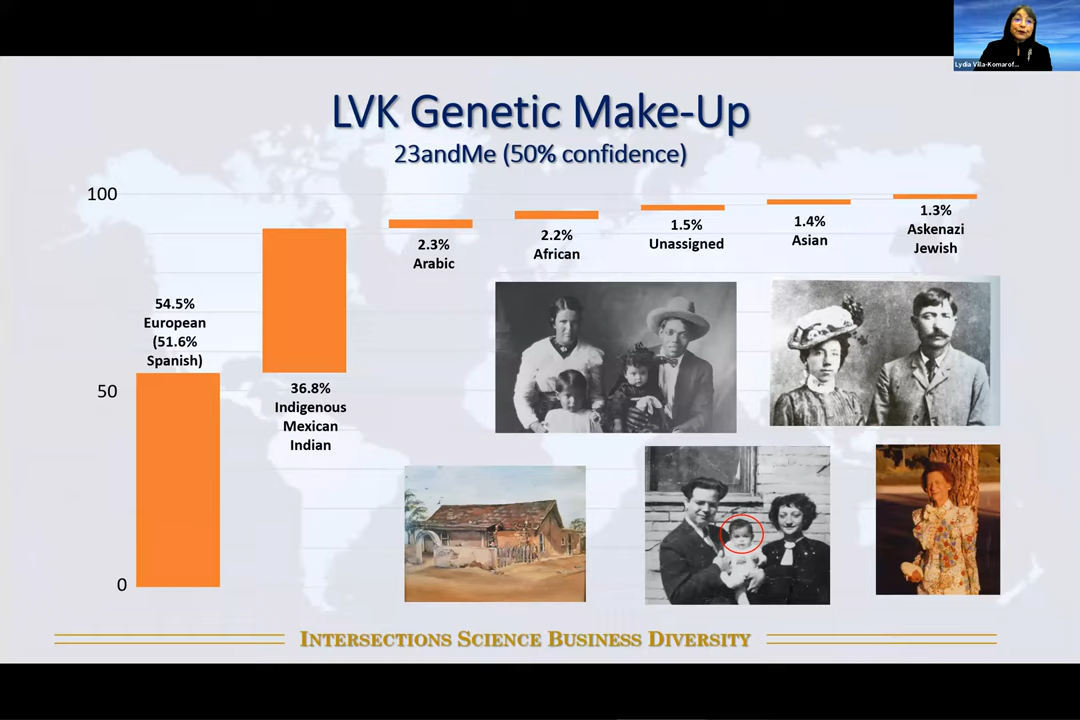 Lydia Villa-Komarof...
LVK Genetic Make-Up
23andMe (50% confidence)
100
50
0
54.5%
European
(51.6%
Spanish)
36.8%
Indigenous
Mexican
Indian
2.3%
Arabic
2.2%
African
1.5%
Unassigned
1.4%
Asian
1.3%
Askenazi
Jewish
INTERSECTIONS SCIENCE BUSINESS DIVERSITY